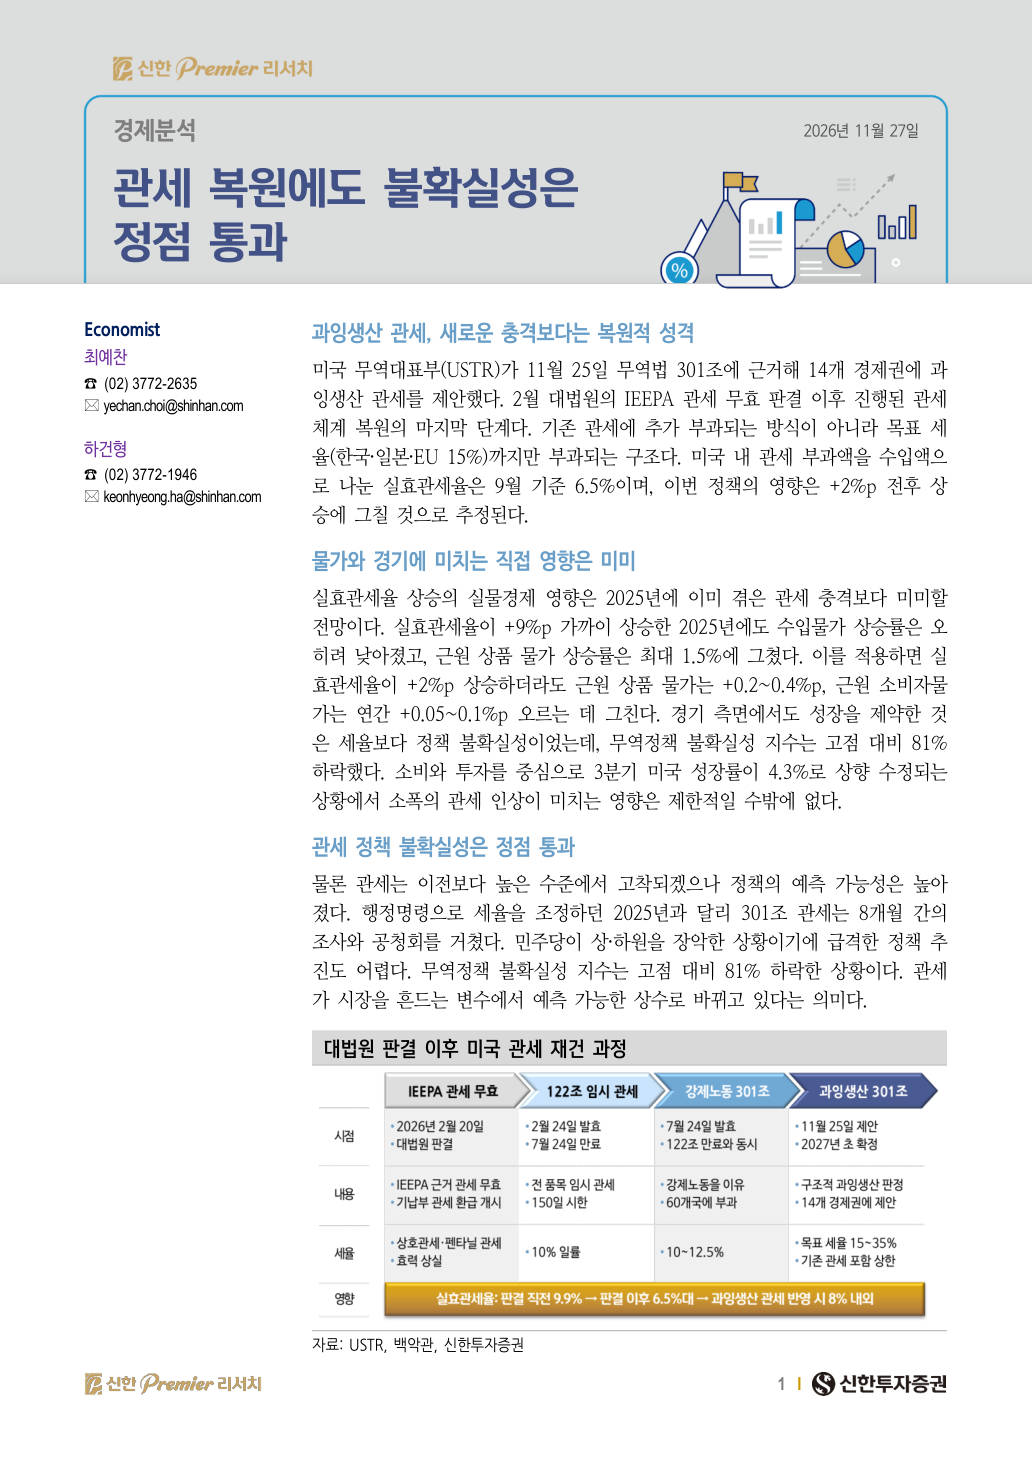 신한 Premier 리서치
경제분석
2026년 11월 27일
관세 복원에도 불확실성은
정점 통과
%
Economist
최예찬
☎ (02) 3772-2635
✉ yechan.choi@shinhan.com
하건형
☎ (02) 3772-1946
✉ keonhyeong.ha@shinhan.com
과잉생산 관세, 새로운 충격보다는 복원적 성격
미국 무역대표부(USTR)가 11월 25일 무역법 301조에 근거해 14개 경제권에 과
잉생산 관세를 제안했다. 2월 대법원의 IEEPA 관세 무효 판결 이후 진행된 관세
체계 복원의 마지막 단계다. 기존 관세에 추가 부과되는 방식이 아니라 목표 세
율(한국·일본·EU 15%)까지만 부과되는 구조다. 미국 내 관세 부과액을 수입액으
로 나눈 실효관세율은 9월 기준 6.5%이며, 이번 정책의 영향은 +2%p 전후 상
승에 그칠 것으로 추정된다.
물가와 경기에 미치는 직접 영향은 미미
실효관세율 상승의 실물경제 영향은 2025년에 이미 겪은 관세 충격보다 미미할
전망이다. 실효관세율이 +9%p 가까이 상승한 2025년에도 수입물가 상승률은 오
히려 낮아졌고, 근원 상품 물가 상승률은 최대 1.5%에 그쳤다. 이를 적용하면 실
효관세율이 +2%p 상승하더라도 근원 상품 물가는 +0.2~0.4%p, 근원 소비자물
가는 연간 +0.05~0.1%p 오르는 데 그친다. 경기 측면에서도 성장을 제약한 것
은 세율보다 정책 불확실성이었는데, 무역정책 불확실성 지수는 고점 대비 81%
하락했다. 소비와 투자를 중심으로 3분기 미국 성장률이 4.3%로 상향 수정되는
상황에서 소폭의 관세 인상이 미치는 영향은 제한적일 수밖에 없다.
관세 정책 불확실성은 정점 통과
물론 관세는 이전보다 높은 수준에서 고착되겠으나 정책의 예측 가능성은 높아
졌다. 행정명령으로 세율을 조정하던 2025년과 달리 301조 관세는 8개월 간의
조사와 공청회를 거쳤다. 민주당이 상·하원을 장악한 상황이기에 급격한 정책 추
진도 어렵다. 무역정책 불확실성 지수는 고점 대비 81% 하락한 상황이다. 관세
가 시장을 흔드는 변수에서 예측 가능한 상수로 바뀌고 있다는 의미다.
대법원 판결 이후 미국 관세 재건 과정
IEEPA 관세 무효 122조 임시 관세 강제노동 301조 과잉생산 301조
시점
•2026년 2월 20일 •2월 24일 발효 •7월 24일 발효 •11월 25일 제안
•대법원 판결 •7월 24일 만료 •122조 만료와 동시 •2027년 초 확정
내용
•IEEPA 근거 관세 무효 •전 품목 임시 관세 •강제노동을 이유 •구조적 과잉생산 판정
•기납부 관세 환급 개시 •150일 시한 •60개국에 부과 •14개 경제권에 제안
세율
•상호관세·펜타닐 관세 •10% 일률 •10~12.5% •목표 세율 15~35%
•효력 상실 •기존 관세 포함 상한
영향
실효관세율: 판결 직전 9.9% → 판결 이후 6.5%대 → 과잉생산 관세 반영 시 8% 내외
자료: USTR, 백악관, 신한투자증권
신한 Premier 리서치
1 | 신한투자증권